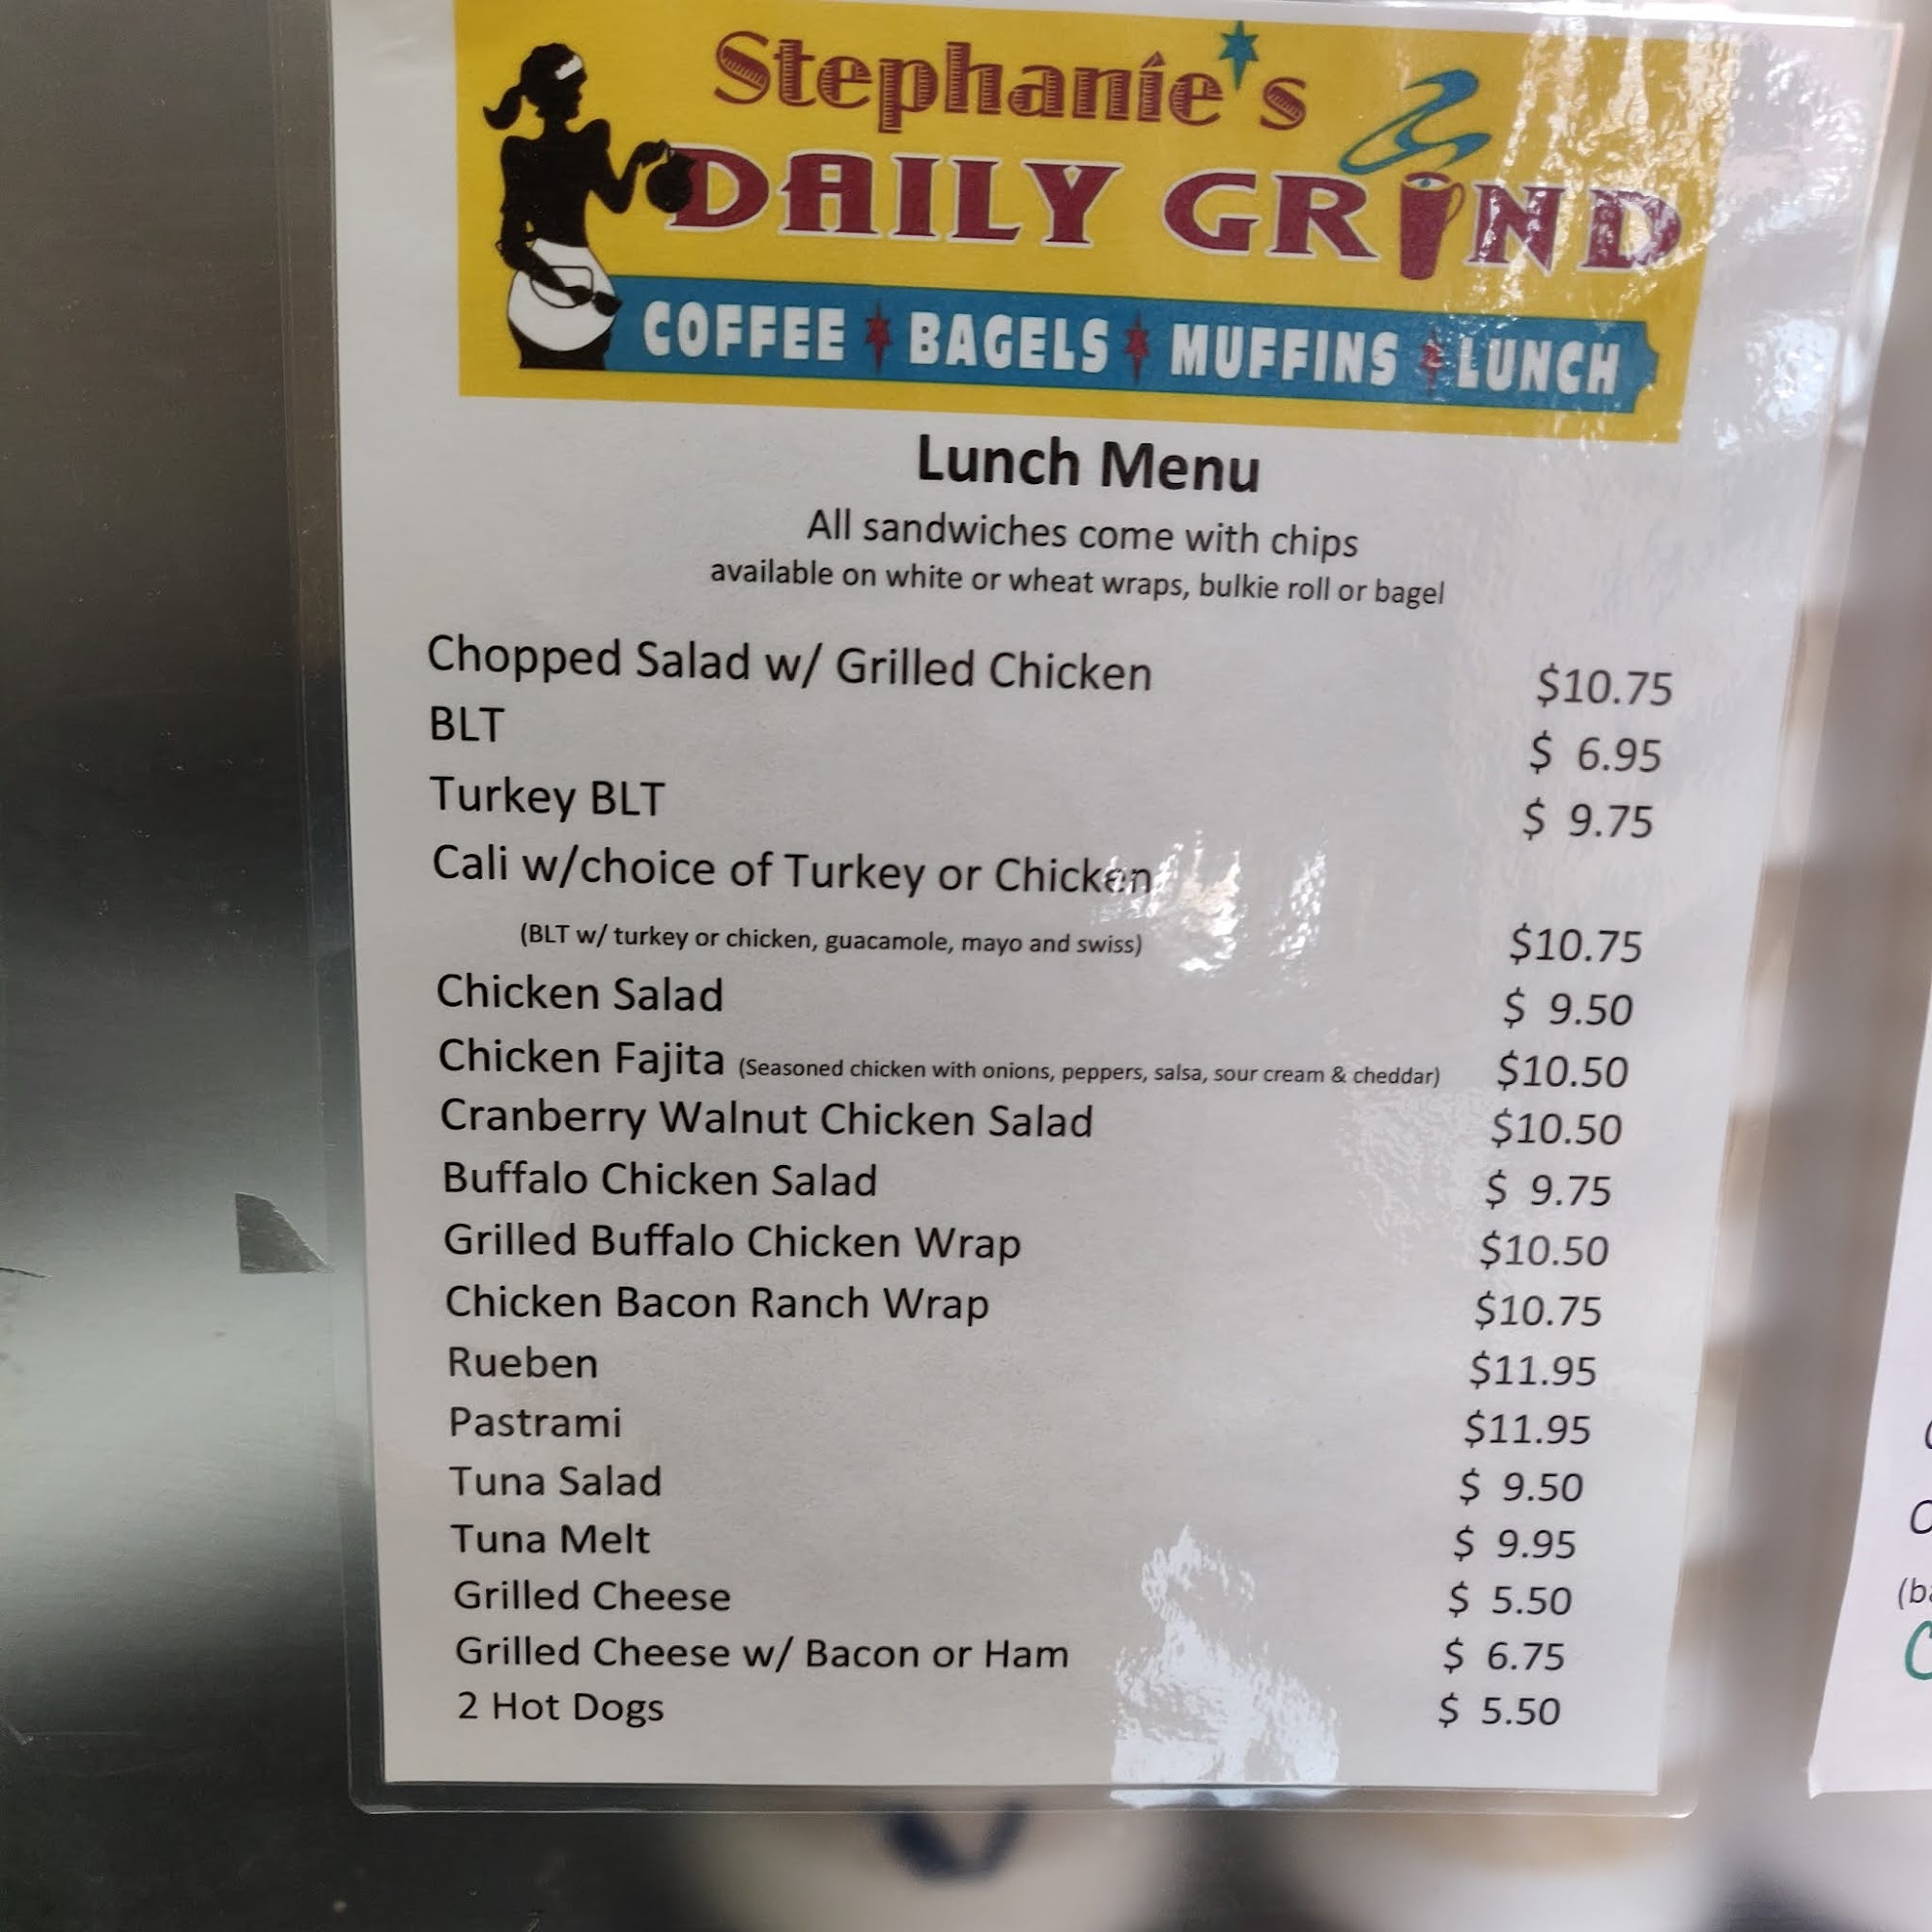 Stephanie's
DAILY GRIND
COFFEE BAGELS MUFFINS LUNCH
Lunch Menu
All sandwiches come with chips
available on white or wheat wraps, bulkie roll or bagel
Chopped Salad w/ Grilled Chicken $10.75
BLT $ 6.95
Turkey BLT $ 9.75
Cali w/choice of Turkey or Chicken
(BLT w/ turkey or chicken, guacamole, mayo and swiss) $10.75
Chicken Salad $ 9.50
Chicken Fajita (Seasoned chicken with onions, peppers, salsa, sour cream & cheddar) $10.50
Cranberry Walnut Chicken Salad $10.50
Buffalo Chicken Salad $ 9.75
Grilled Buffalo Chicken Wrap $10.50
Chicken Bacon Ranch Wrap $10.75
Rueben $11.95
Pastrami $11.95
Tuna Salad $ 9.50
Tuna Melt $ 9.95
Grilled Cheese $ 5.50
Grilled Cheese w/ Bacon or Ham $ 6.75
2 Hot Dogs $ 5.50